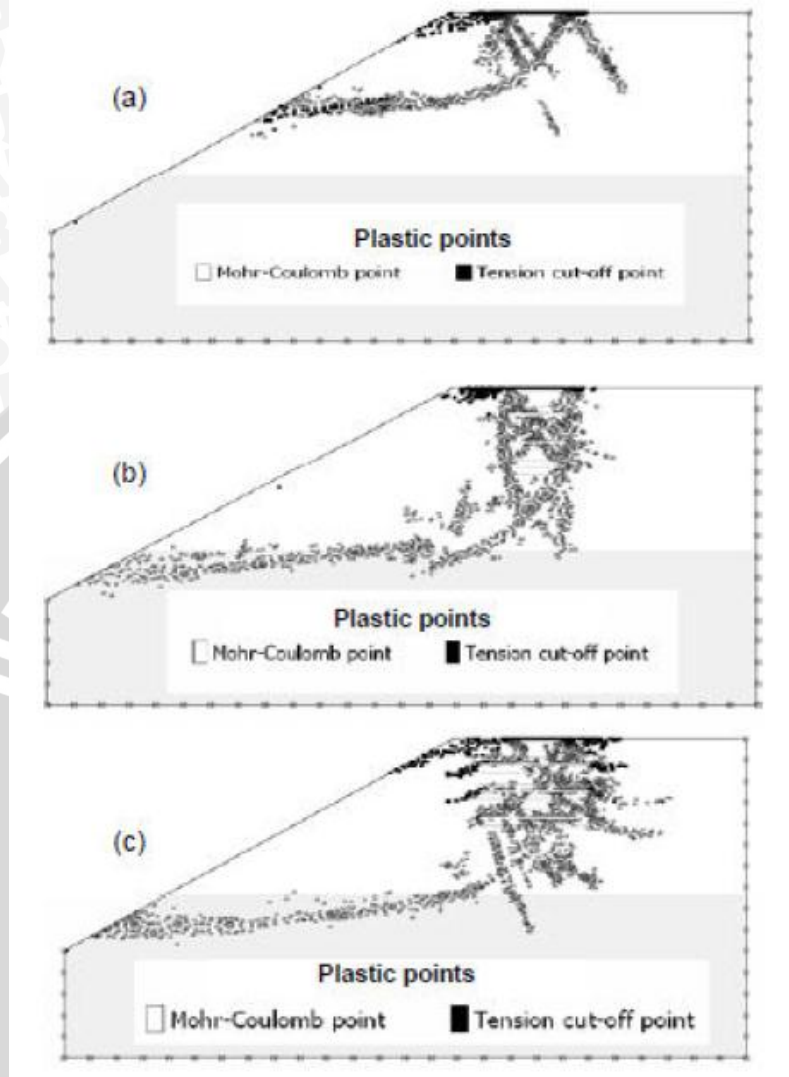 (a)
Plastic points
Mohr-Coulomb point Tension cut-off point
(b)
Plastic points
Mohr-Coulomb point Tension cut-off point
(c)
Plastic points
Mohr-Coulomb point Tension cut-off point